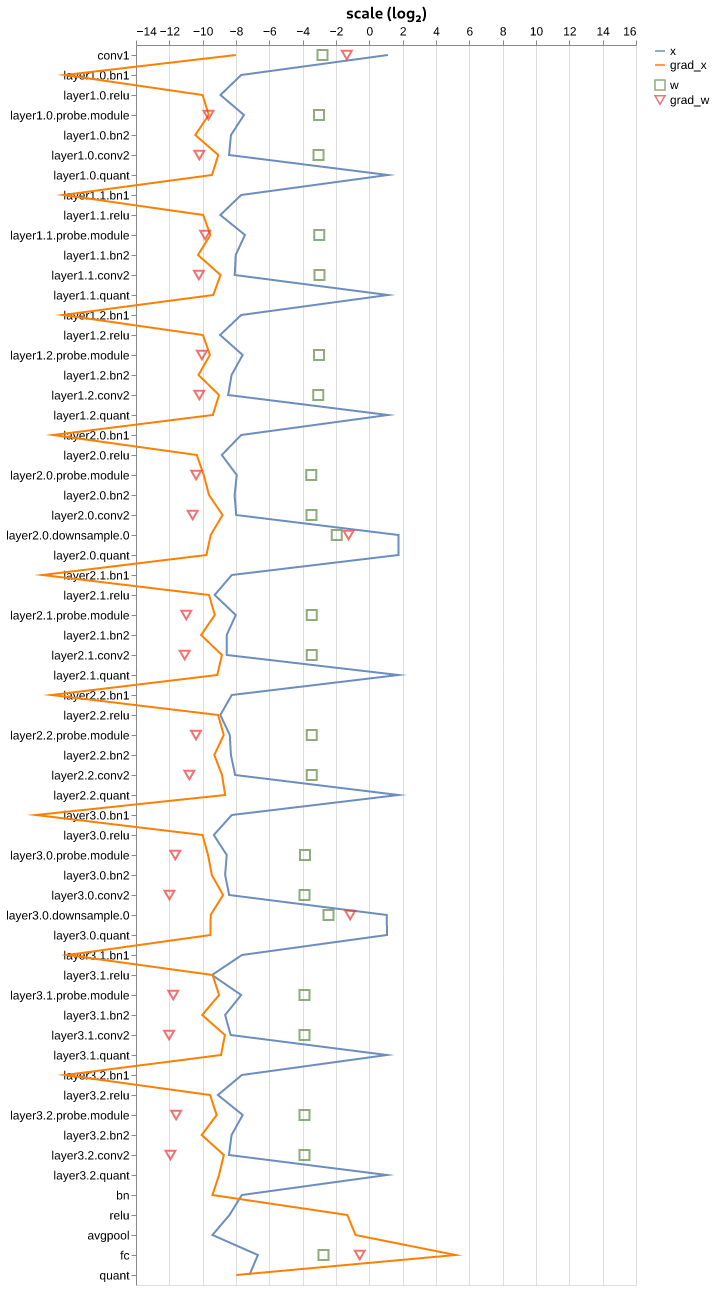 scale (log₂)
−14 −12 −10 −8 −6 −4 −2 0 2 4 6 8 10 12 14 16
x
grad_x
w
grad_w
conv1
layer1.0.bn1
layer1.0.relu
layer1.0.probe.module
layer1.0.bn2
layer1.0.conv2
layer1.0.quant
layer1.1.bn1
layer1.1.relu
layer1.1.probe.module
layer1.1.bn2
layer1.1.conv2
layer1.1.quant
layer1.2.bn1
layer1.2.relu
layer1.2.probe.module
layer1.2.bn2
layer1.2.conv2
layer1.2.quant
layer2.0.bn1
layer2.0.relu
layer2.0.probe.module
layer2.0.bn2
layer2.0.conv2
layer2.0.downsample.0
layer2.0.quant
layer2.1.bn1
layer2.1.relu
layer2.1.probe.module
layer2.1.bn2
layer2.1.conv2
layer2.1.quant
layer2.2.bn1
layer2.2.relu
layer2.2.probe.module
layer2.2.bn2
layer2.2.conv2
layer2.2.quant
layer3.0.bn1
layer3.0.relu
layer3.0.probe.module
layer3.0.bn2
layer3.0.conv2
layer3.0.downsample.0
layer3.0.quant
layer3.1.bn1
layer3.1.relu
layer3.1.probe.module
layer3.1.bn2
layer3.1.conv2
layer3.1.quant
layer3.2.bn1
layer3.2.relu
layer3.2.probe.module
layer3.2.bn2
layer3.2.conv2
layer3.2.quant
bn
relu
avgpool
fc
quant